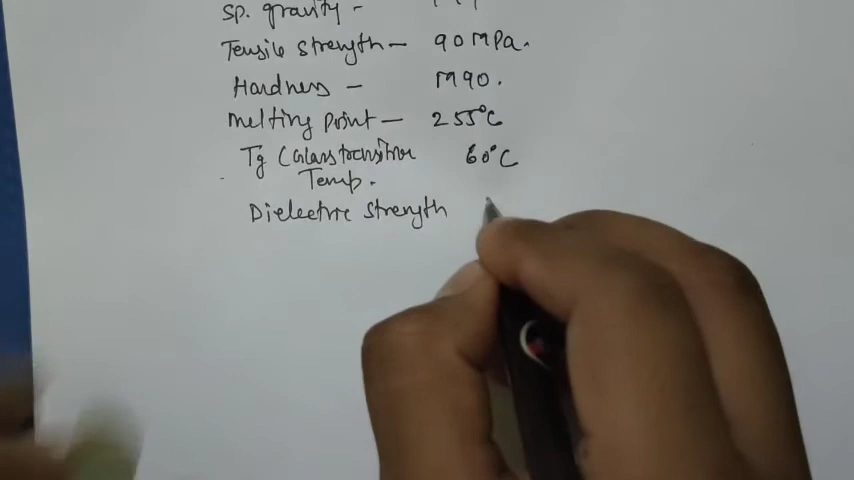 sp. gravity -
Tensile strength - 90 MPa.
Hardness - M90.
Melting point - 255°C
Tg (Glass transition 60°C
Temp.
Dielectric strength